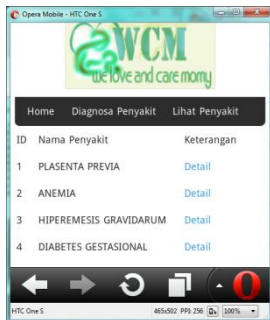 Opera Mobile - HTC One S
WCM
we love and care momy
Home Diagnosa Penyakit Lihat Penyakit
ID Nama Penyakit Keterangan
1 PLASENTA PREVIA Detail
2 ANEMIA Detail
3 HIPEREMESIS GRAVIDARUM Detail
4 DIABETES GESTASIONAL Detail
HTC One S 465x502 PPI: 256 100%